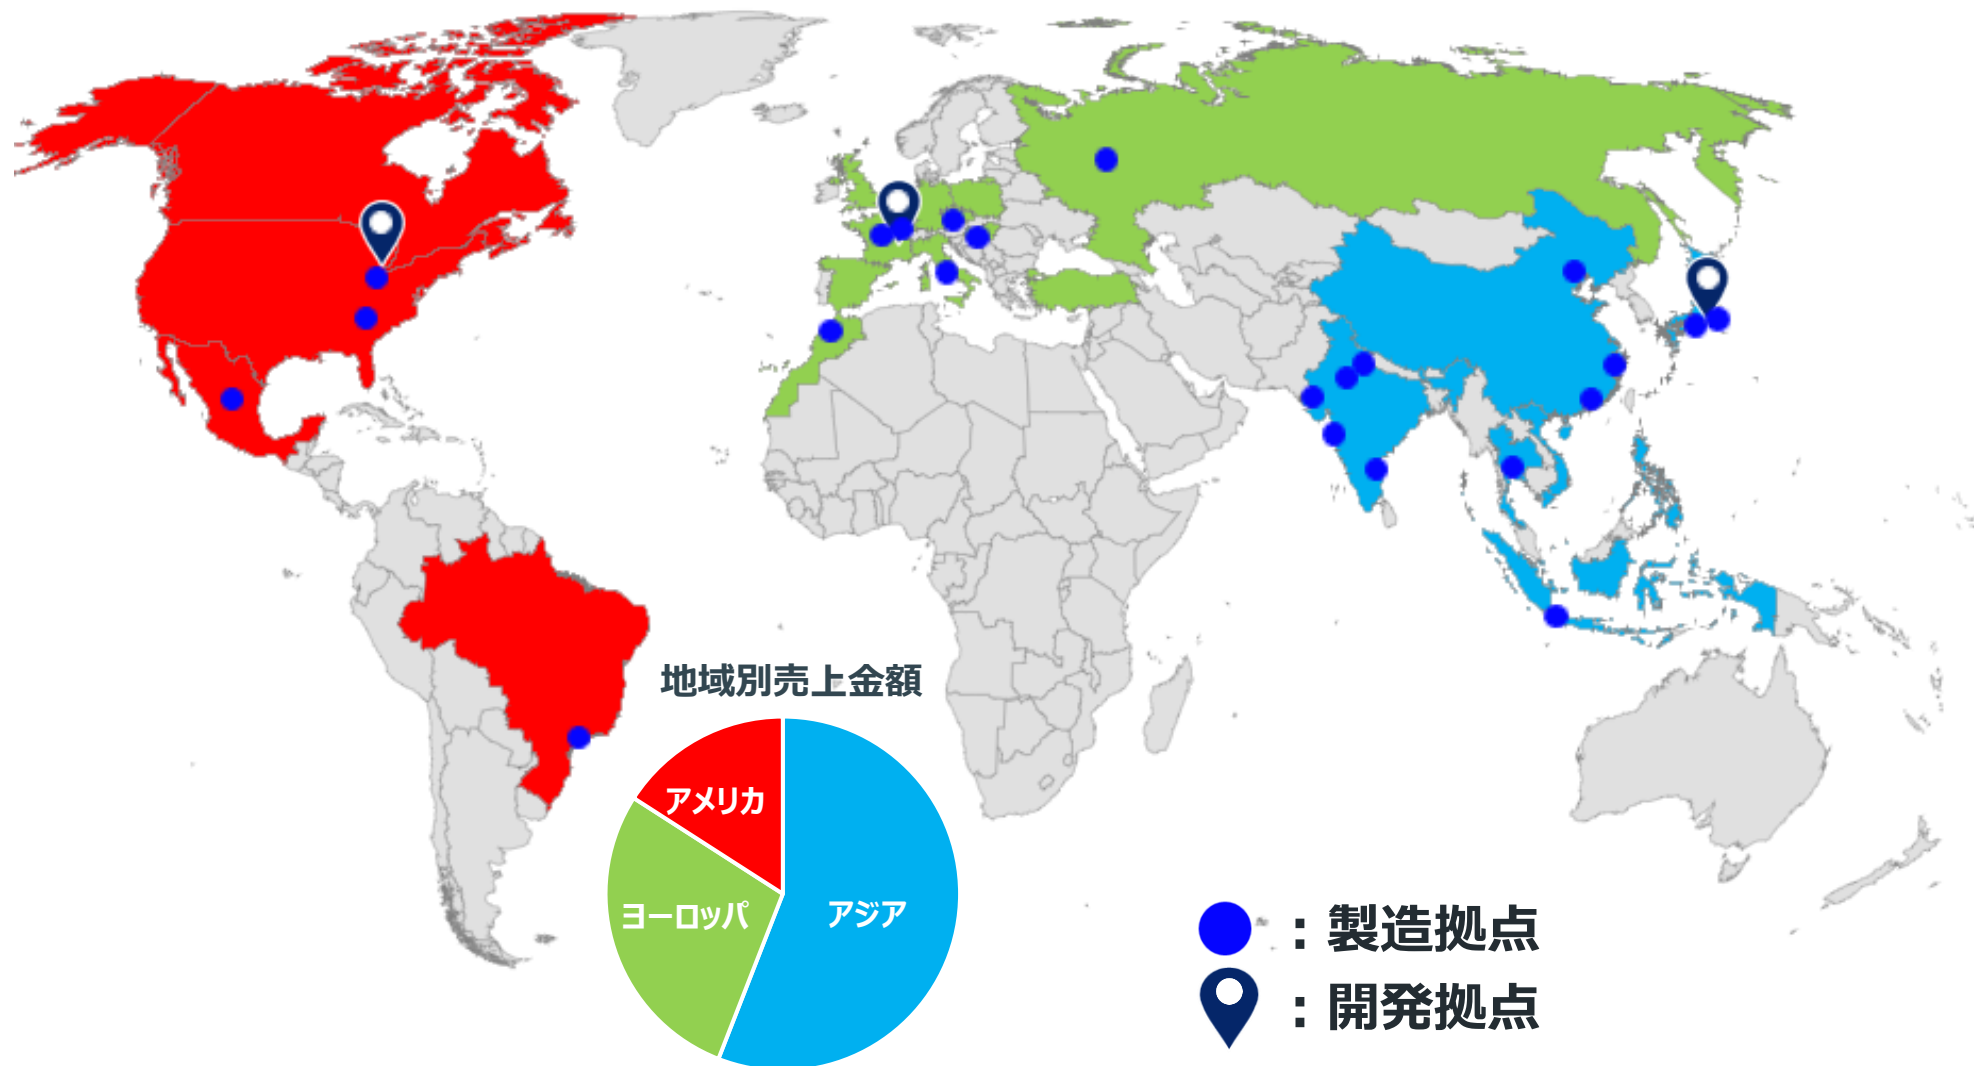 地域別売上金額
アメリカ
ヨーロッパ
アジア
：製造拠点
：開発拠点